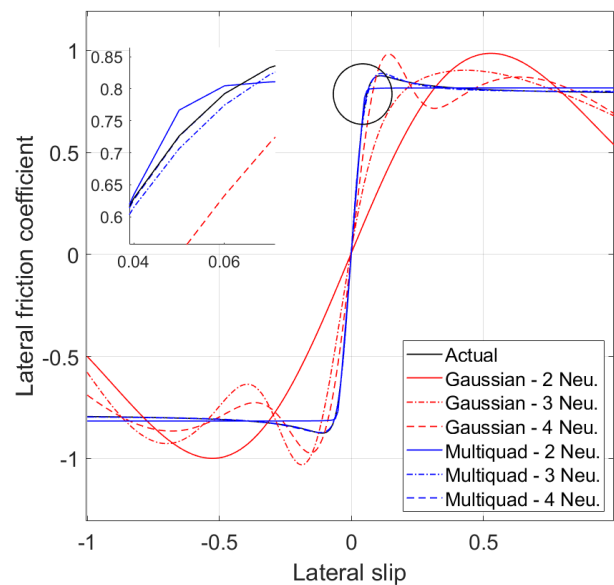 1
0.85
0.8
0.75
0.7
0.65
0.6
0.04
0.06
0.5
0
-0.5
-1
-1
-0.5
0
0.5
Lateral friction coefficient
Lateral slip
Actual
Gaussian - 2 Neu.
Gaussian - 3 Neu.
Gaussian - 4 Neu.
Multiquad - 2 Neu.
Multiquad - 3 Neu.
Multiquad - 4 Neu.